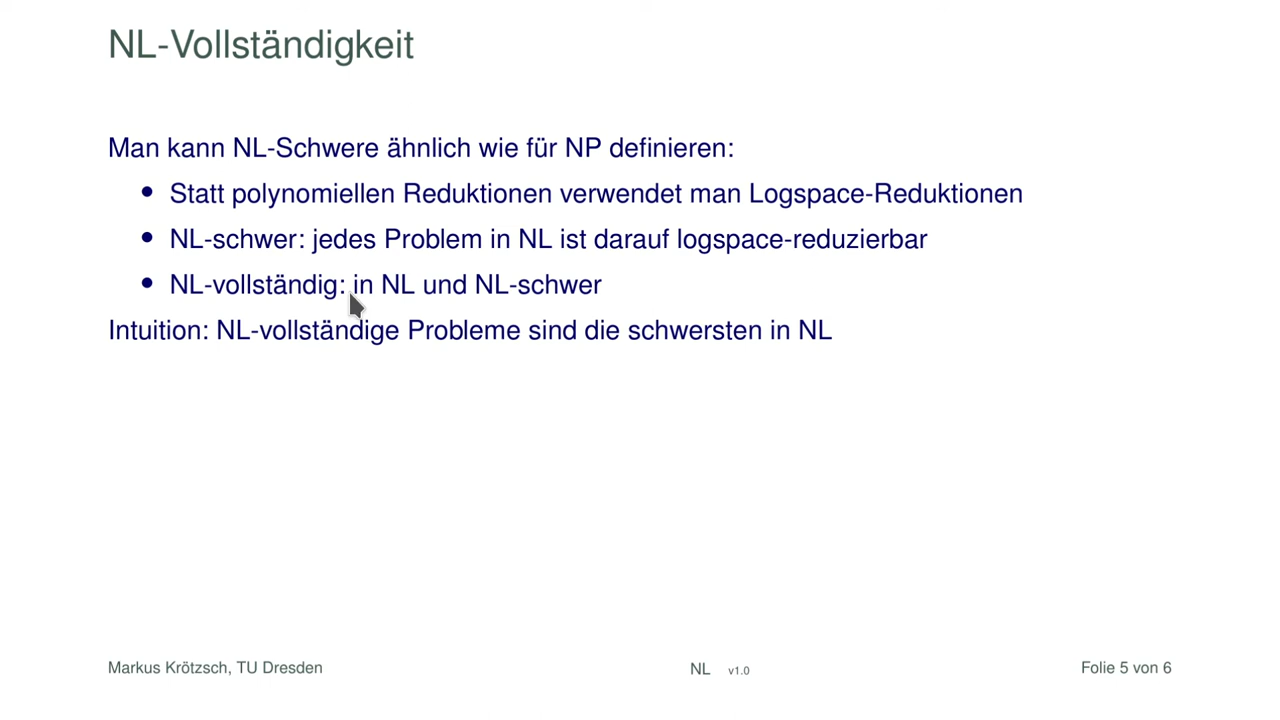 NL-Vollständigkeit
Man kann NL-Schwere ähnlich wie für NP definieren:
• Statt polynomiellen Reduktionen verwendet man Logspace-Reduktionen
• NL-schwer: jedes Problem in NL ist darauf logspace-reduzierbar
• NL-vollständig: in NL und NL-schwer
Intuition: NL-vollständige Probleme sind die schwersten in NL
Markus Krötzsch, TU Dresden NL v1.0 Folie 5 von 6